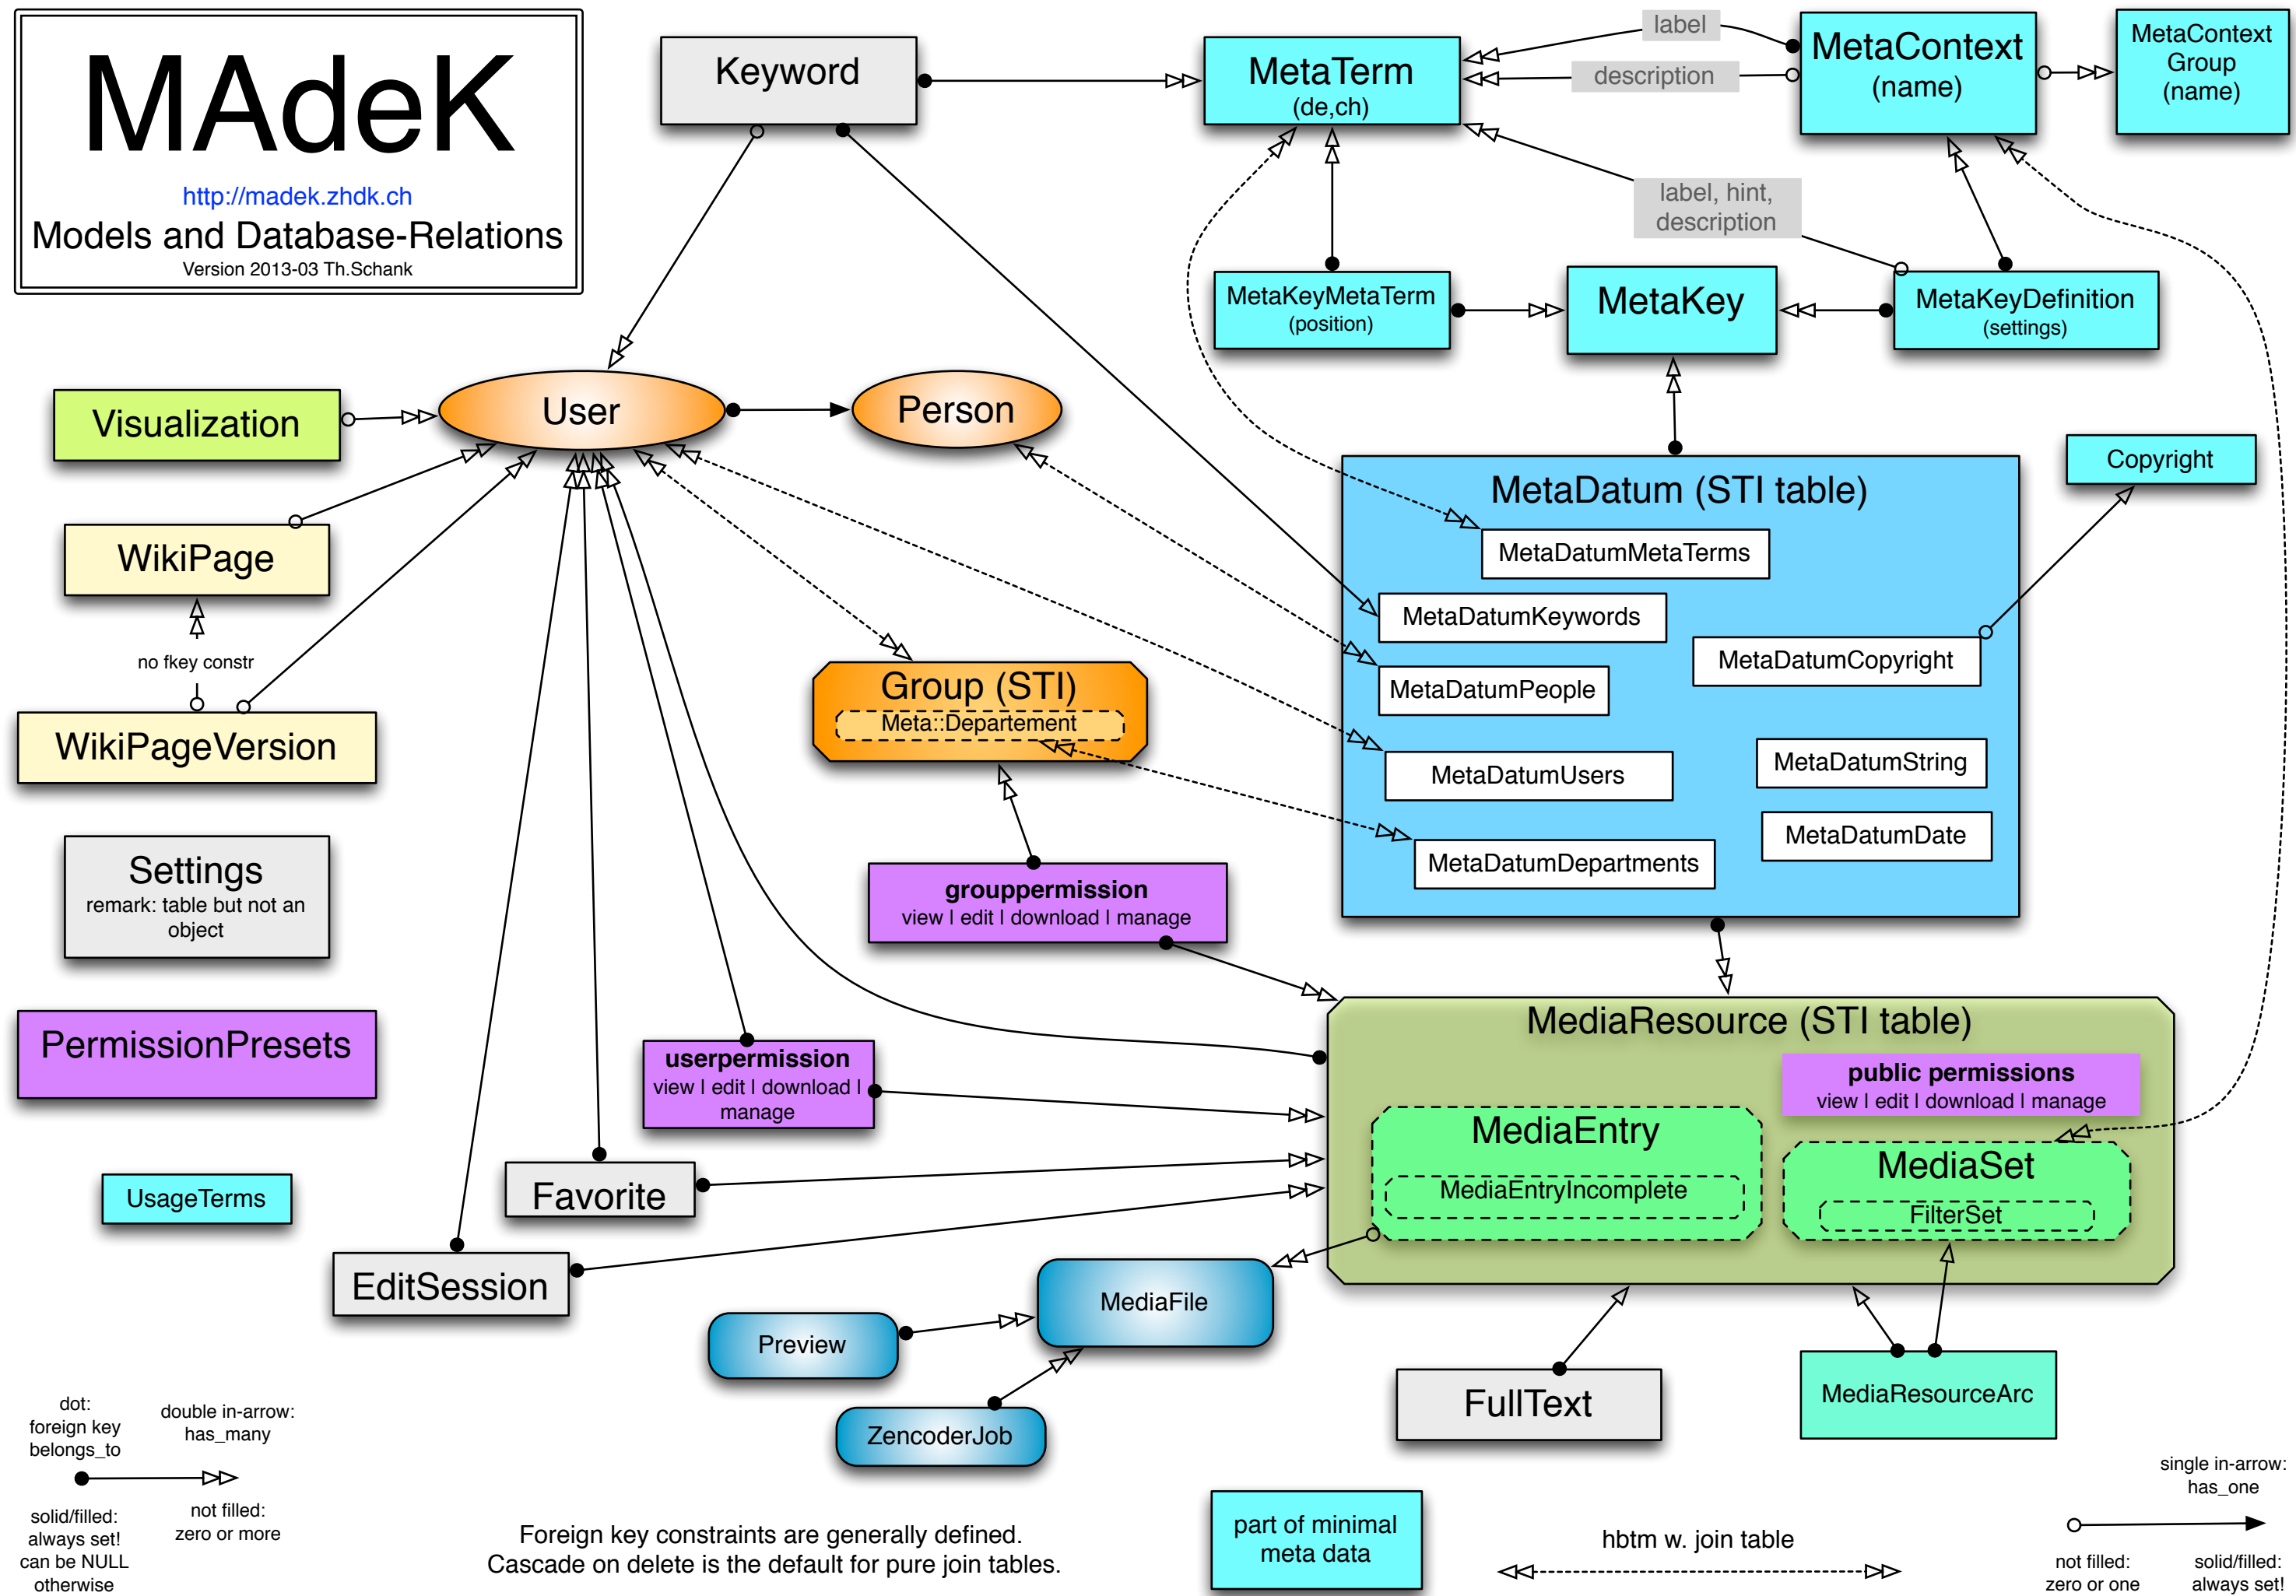 MAdeK
http://madek.zhdk.ch
Models and Database-Relations
Version 2013-03 Th.Schank
Keyword
MetaTerm
(de,ch)
label
description
MetaContext
(name)
MetaContext
Group
(name)
label, hint,
description
MetaKeyMetaTerm
(position)
MetaKey
MetaKeyDefinition
(settings)
Visualization
User
Person
Copyright
WikiPage
no fkey constr
WikiPageVersion
MetaDatum (STI table)
MetaDatumMetaTerms
MetaDatumKeywords
MetaDatumCopyright
MetaDatumPeople
MetaDatumUsers
MetaDatumString
MetaDatumDate
MetaDatumDepartments
Group (STI)
Meta::Departement
Settings
remark: table but not an
object
grouppermission
view | edit | download | manage
PermissionPresets
userpermission
view | edit | download |
manage
MediaResource (STI table)
public permissions
view | edit | download | manage
MediaEntry
MediaEntryIncomplete
MediaSet
FilterSet
UsageTerms
Favorite
EditSession
MediaFile
Preview
ZencoderJob
FullText
MediaResourceArc
dot:
foreign key
belongs_to
double in-arrow:
has_many
solid/filled:
always set!
can be NULL
otherwise
not filled:
zero or more
Foreign key constraints are generally defined.
Cascade on delete is the default for pure join tables.
part of minimal
meta data
hbtm w. join table
single in-arrow:
has_one
not filled:
zero or one
solid/filled:
always set!